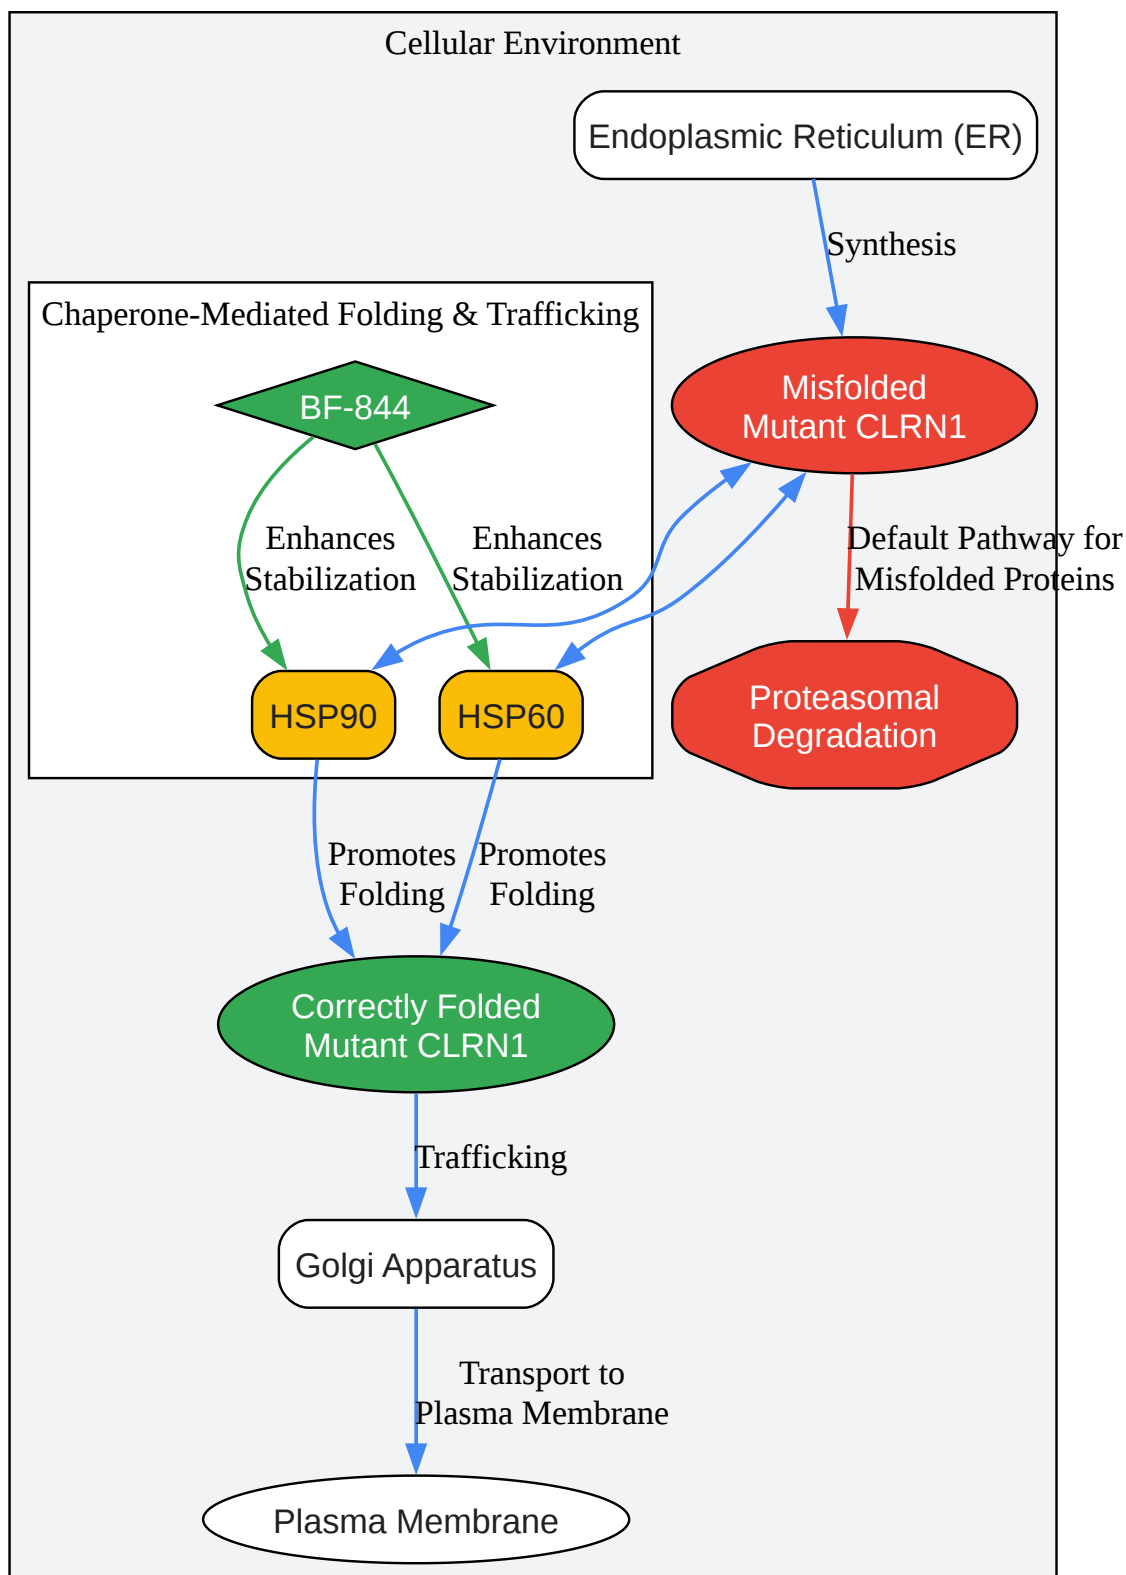 Cellular Environment
Endoplasmic Reticulum (ER)
Synthesis
Chaperone-Mediated Folding & Trafficking
BF-844
Misfolded
Mutant CLRN1
Enhances
Stabilization
Enhances
Stabilization
Default Pathway for
Misfolded Proteins
HSP90
HSP60
Proteasomal
Degradation
Promotes
Folding
Promotes
Folding
Correctly Folded
Mutant CLRN1
Trafficking
Golgi Apparatus
Transport to
Plasma Membrane
Plasma Membrane